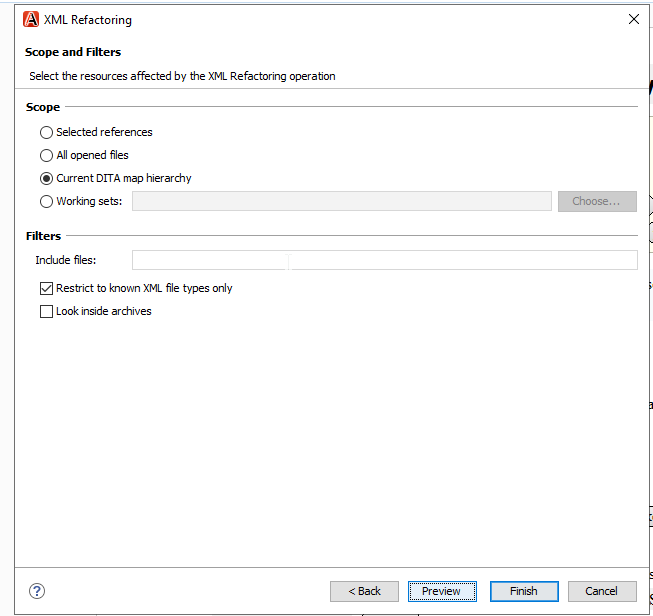 XML Refactoring
Scope and Filters
Select the resources affected by the XML Refactoring operation
Scope
Selected references
All opened files
Current DITA map hierarchy
Working sets:
Choose...
Filters
Include files:
Restrict to known XML file types only
Look inside archives
?
< Back
Preview
Finish
Cancel